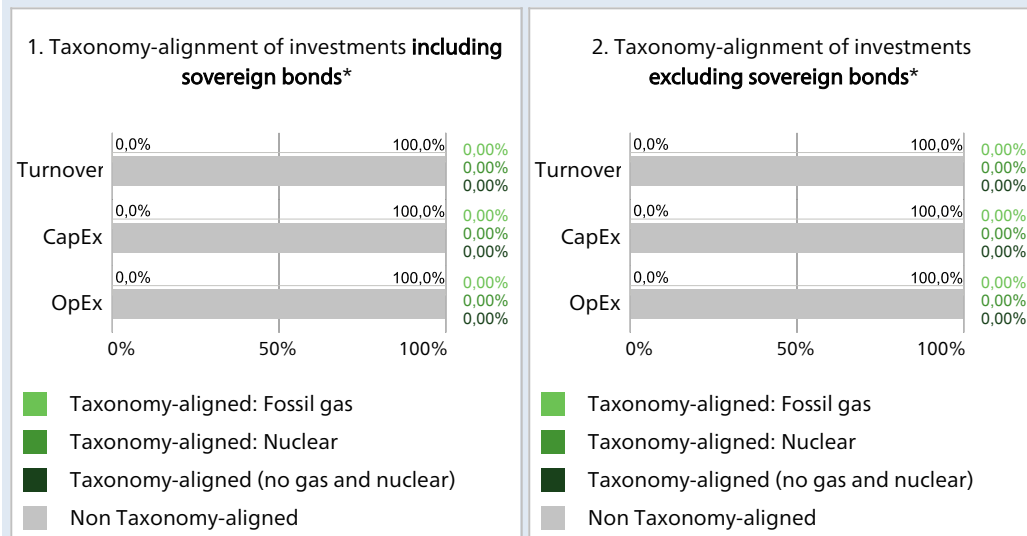 1. Taxonomy-alignment of investments including
sovereign bonds*
0,0% 100,0% 0,00%
Turnover 0,00%
0,00%
0,0% 100,0% 0,00%
CapEx 0,00%
0,00%
0,0% 100,0% 0,00%
OpEx 0,00%
0,00%
0% 50% 100%
Taxonomy-aligned: Fossil gas
Taxonomy-aligned: Nuclear
Taxonomy-aligned (no gas and nuclear)
Non Taxonomy-aligned
2. Taxonomy-alignment of investments
excluding sovereign bonds*
0,0% 100,0% 0,00%
Turnover 0,00%
0,00%
0,0% 100,0% 0,00%
CapEx 0,00%
0,00%
0,0% 100,0% 0,00%
OpEx 0,00%
0,00%
0% 50% 100%
Taxonomy-aligned: Fossil gas
Taxonomy-aligned: Nuclear
Taxonomy-aligned (no gas and nuclear)
Non Taxonomy-aligned